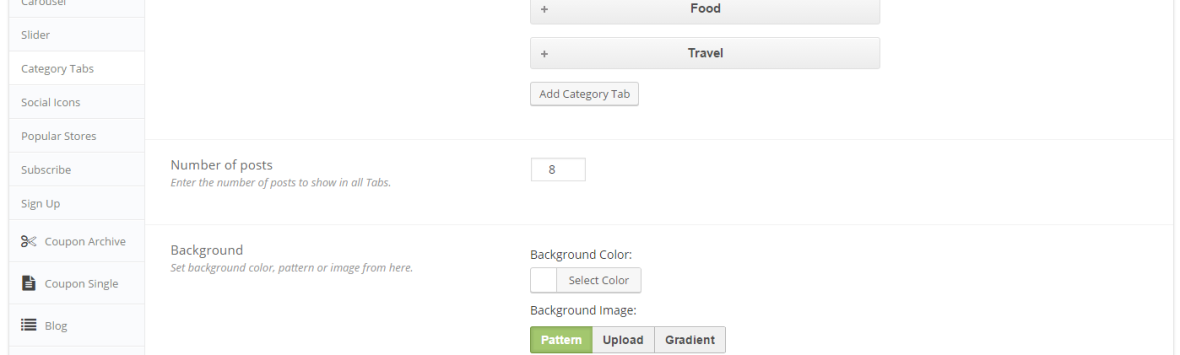 Carousel
Slider
Category Tabs
Social Icons
Popular Stores
Subscribe
Sign Up
Coupon Archive
Coupon Single
Blog
+ Food
+ Travel
Add Category Tab
Number of posts
Enter the number of posts to show in all Tabs.
8
Background
Set background color, pattern or image from here.
Background Color:
Select Color
Background Image:
Pattern Upload Gradient